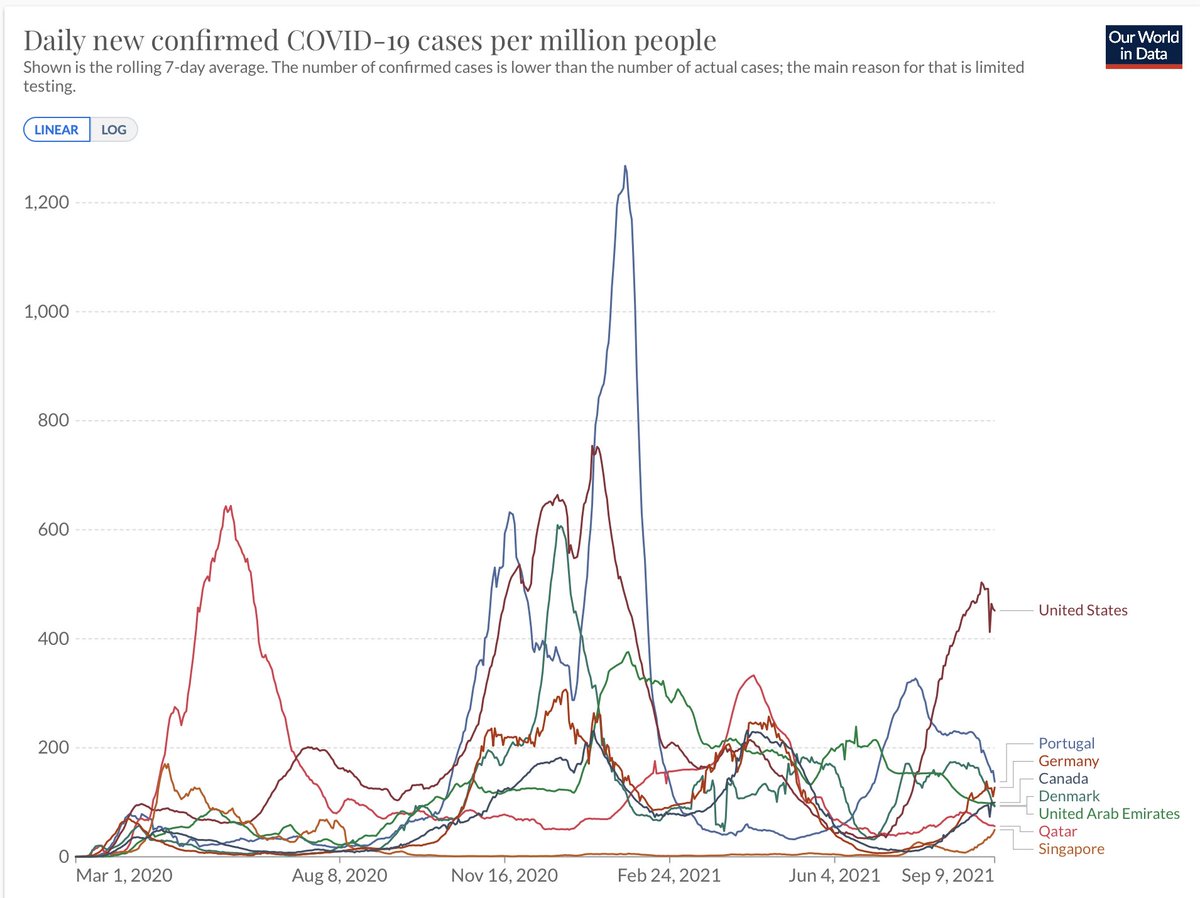 Daily new confirmed COVID-19 cases per million people
Our World
in Data
Shown is the rolling 7-day average. The number of confirmed cases is lower than the number of actual cases; the main reason for that is limited
testing.
LINEAR LOG
1,200
1,000
800
600
400
200
0
United States
Portugal
Germany
Canada
Denmark
United Arab Emirates
Qatar
Singapore
Mar 1, 2020 Aug 8, 2020 Nov 16, 2020 Feb 24, 2021 Jun 4, 2021 Sep 9, 2021